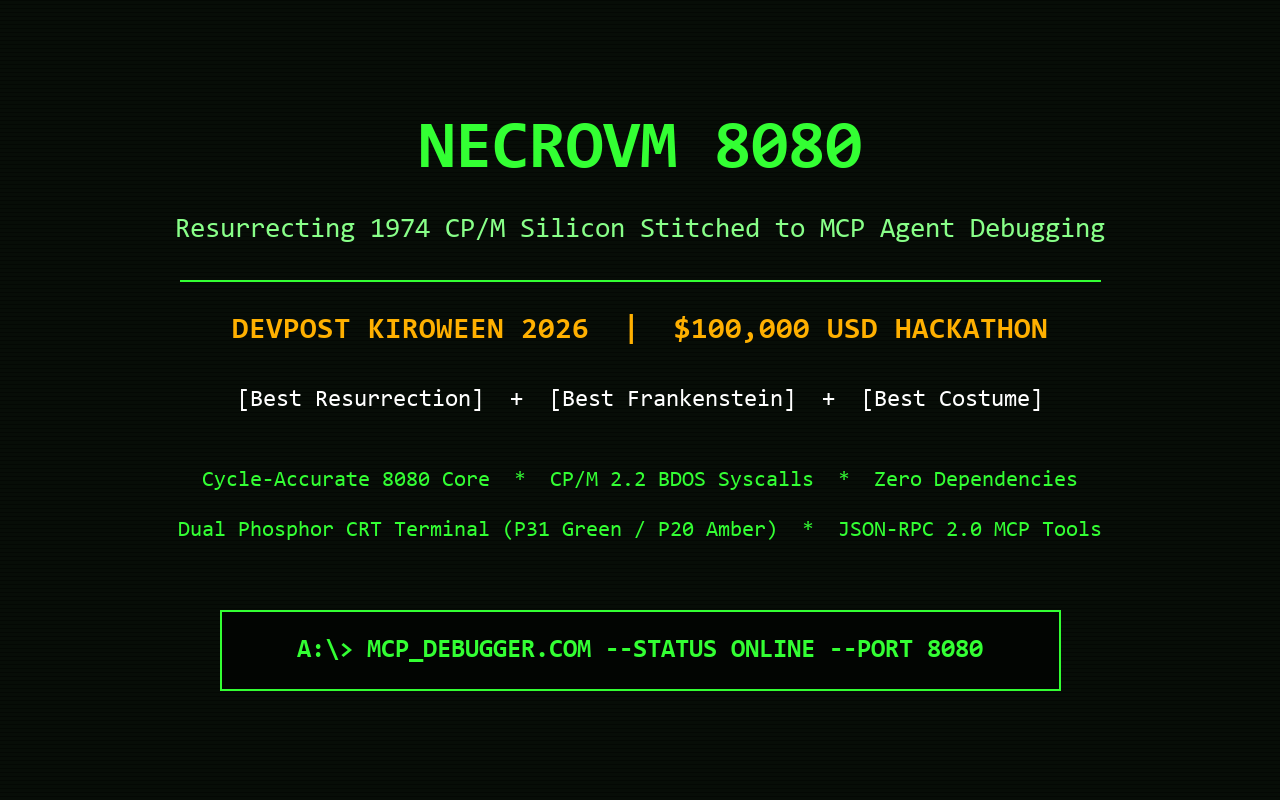 NECROVM 8080
Resurrecting 1974 CP/M Silicon Stitched to MCP Agent Debugging
DEVPOST KIROWEEN 2026 | $100,000 USD HACKATHON
[Best Resurrection] + [Best Frankenstein] + [Best Costume]
Cycle-Accurate 8080 Core * CP/M 2.2 BDOS Syscalls * Zero Dependencies
Dual Phosphor CRT Terminal (P31 Green / P20 Amber) * JSON-RPC 2.0 MCP Tools
A:\> MCP_DEBUGGER.COM --STATUS ONLINE --PORT 8080